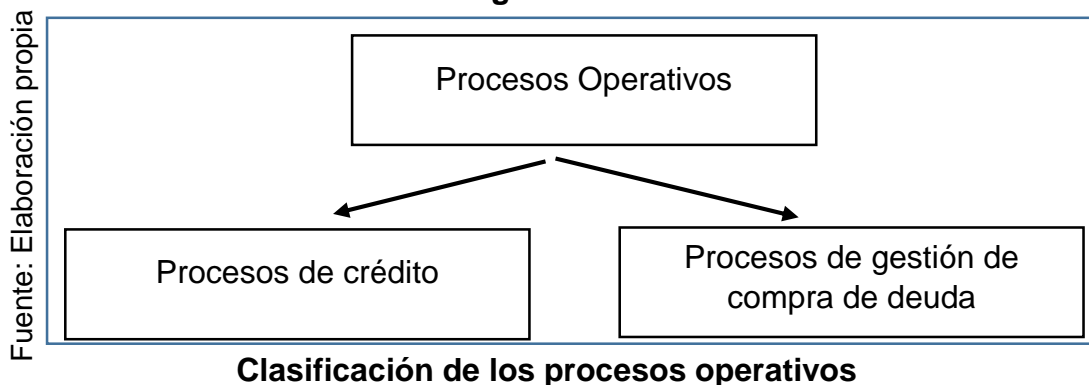 Procesos Operativos
Procesos de crédito
Procesos de gestión de
compra de deuda
Fuente: Elaboración propia
Clasificación de los procesos operativos